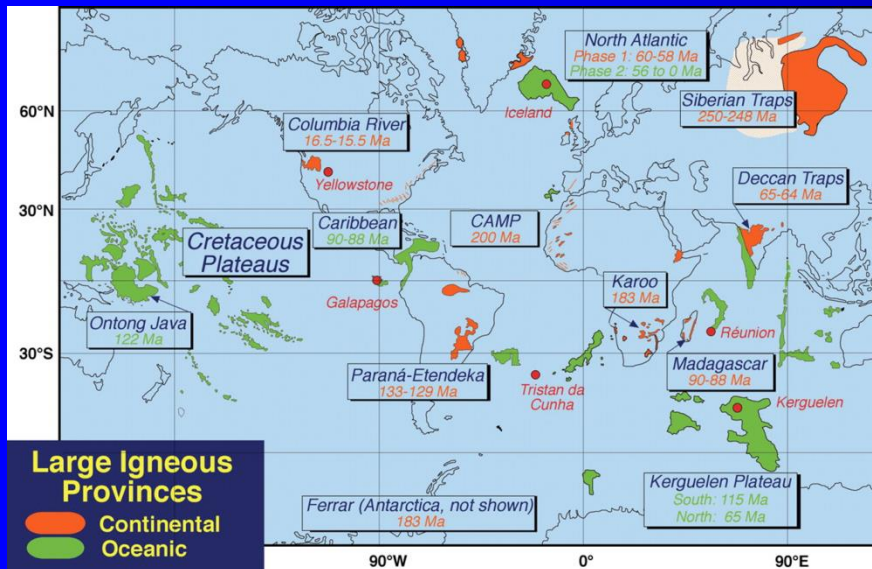 North Atlantic
Phase 1: 60-58 Ma
Phase 2: 56 to 0 Ma
Iceland
Siberian Traps
250-248 Ma
60°N
Columbia River
16.5-15.5 Ma
Yellowstone
Deccan Traps
65-64 Ma
30°N
Caribbean
90-88 Ma
CAMP
200 Ma
Cretaceous
Plateaus
Karoo
183 Ma
Galapagos
Ontong Java
122 Ma
Réunion
30°S
Paraná-Etendeka
133-129 Ma
Tristan da
Cunha
Madagascar
90-88 Ma
Kerguelen
Large Igneous
Provinces
Continental
Oceanic
Ferrar (Antarctica, not shown)
183 Ma
Kerguelen Plateau
South: 115 Ma
North: 65 Ma
90°W
0°
90°E